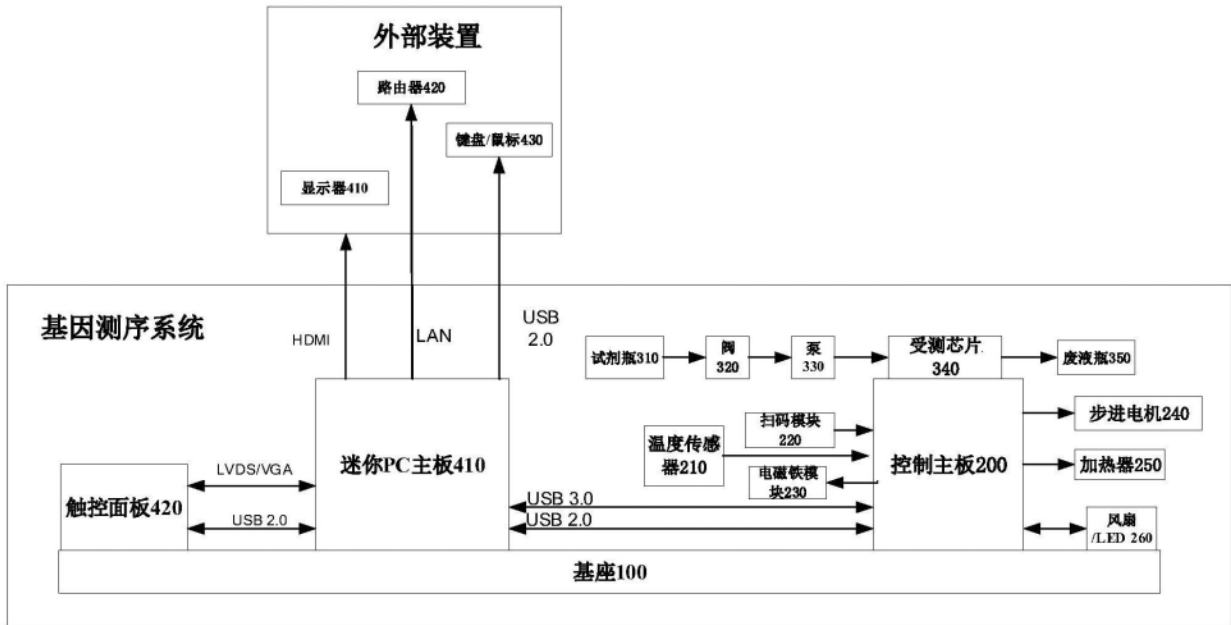 外部装置
路由器420
键盘/鼠标430
显示器410
基因测序系统
HDMI
LAN
USB
2.0
试剂瓶310
阀
320
泵
330
受测芯片
340
废液瓶350
扫码模块
220
温度传感
器210
电磁铁模
块230
步进电机240
加热器250
风扇
/LED 260
控制主板200
迷你PC主板410
LVDS/VGA
USB 2.0
触控面板420
USB 3.0
USB 2.0
基座100